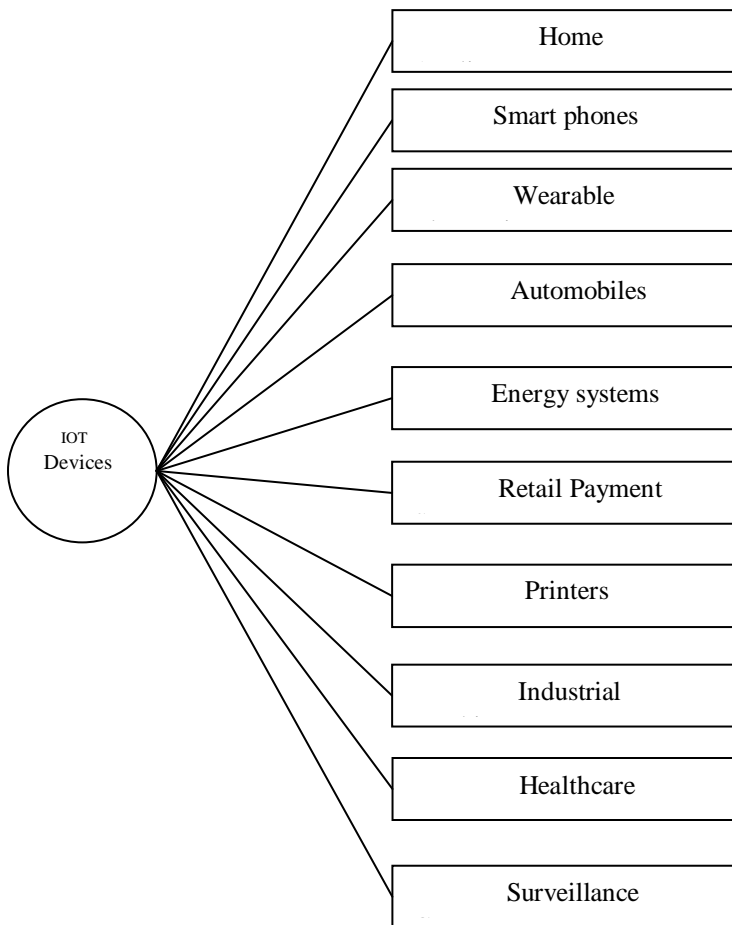 Home
Smart phones
Wearable
Automobiles
IOT
Devices
Energy systems
Retail Payment
Printers
Industrial
Healthcare
Surveillance